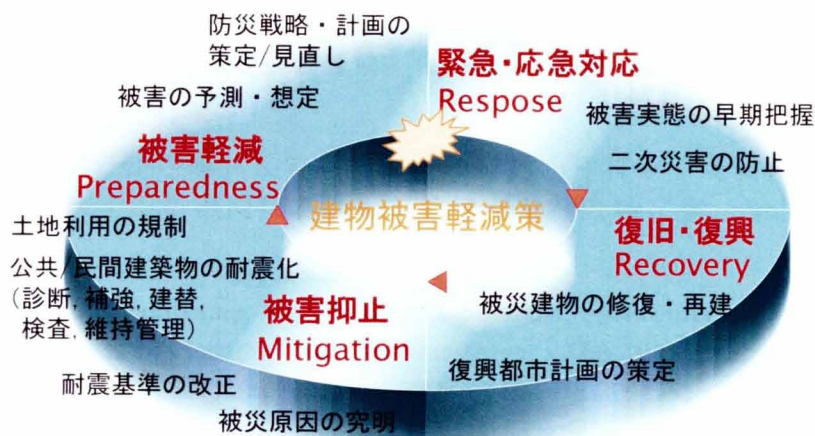 防災戦略・計画の
策定/見直し
被害の予測・想定
被害軽減
Preparedness
緊急・応急対応
Respose
被害実態の早期把握
二次災害の防止
建物被害軽減策
復旧・復興
Recovery
被災建物の修復・再建
復興都市計画の策定
被害抑止
Mitigation
土地利用の規制
公共/民間建築物の耐震化
(診断, 補強, 建替,
検査, 維持管理)
耐震基準の改正
被災原因の究明